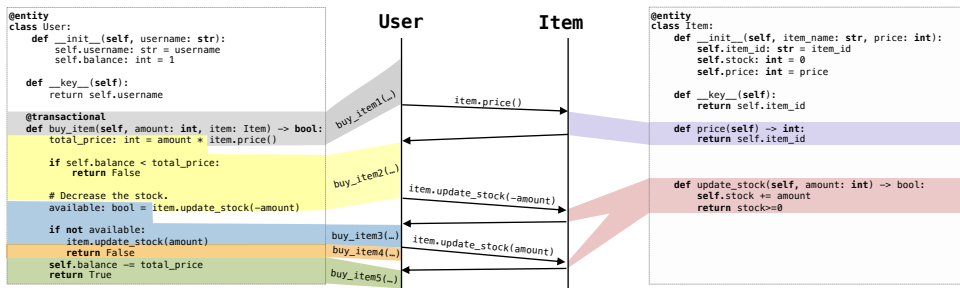 @entity
class User:
def __init__(self, username: str):
self.username: str = username
self.balance: int = 1
def __key__(self):
return self.username
@transactional
def buy_item(self, amount: int, item: Item) -> bool:
total_price: int = amount * item.price()
if self.balance < total_price:
return False
# Decrease the stock.
available: bool = item.update_stock(-amount)
if not available:
item.update_stock(amount)
return False
self.balance -= total_price
return True
User
Item
buy_item1(…)
item.price()
buy_item2(…)
item.update_stock(-amount)
buy_item3(…)
item.update_stock(amount)
buy_item4(…)
buy_item5(…)
@entity
class Item:
def __init__(self, item_name: str, price: int):
self.item_id: str = item_id
self.stock: int = 0
self.price: int = price
def __key__(self):
return self.item_id
def price(self) -> int:
return self.item_id
def update_stock(self, amount: int) -> bool:
self.stock += amount
return stock>=0